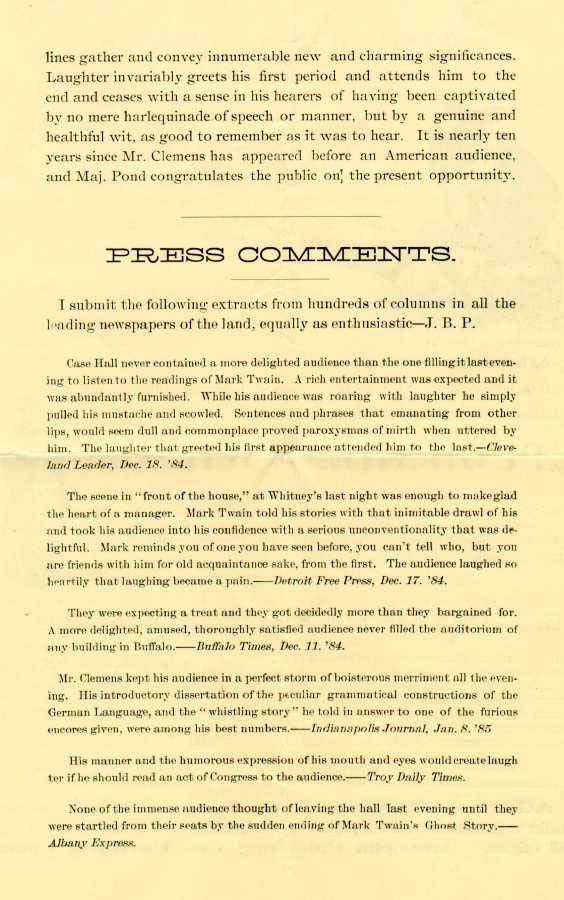 lines gather and convey innumerable new and charming significances.
Laughter invariably greets his first period and attends him to the
end and ceases with a sense in his hearers of having been captivated
by no mere harlequinade of speech or manner, but by a genuine and
healthful wit, as good to remember as it was to hear. It is nearly ten
years since Mr. Clemens has appeared before an American audience,
and Maj. Pond congratulates the public on the present opportunity.
PRESS COMMENTS.
I submit the following extracts from hundreds of columns in all the
leading newspapers of the land, equally as enthusiastic—J. B. P.
Case Hall never contained a more delighted audience than the one filling it last even-
ing to listen to the readings of Mark Twain. A rich entertainment was expected and it
was abundantly furnished. While his audience was roaring with laughter he simply
pulled his mustache and scowled. Sentences and phrases that emanating from other
lips, would seem dull and commonplace proved paroxysmas of mirth when uttered by
him. The laughter that greeted his first appearance attended him to the last.—Cleve-
land Leader, Dec. 18. '84.
The scene in "front of the house," at Whitney's last night was enough to make glad
the heart of a manager. Mark Twain told his stories with that inimitable drawl of his
and took his audience into his confidence with a serious unconventionality that was de-
lightful. Mark reminds you of one you have seen before, you can't tell who, but you
are friends with him for old acquaintance sake, from the first. The audience laughed so
heartily that laughing became a pain.——Detroit Free Press, Dec. 17. '84.
They were expecting a treat and they got decidedly more than they bargained for.
A more delighted, amused, thoroughly satisfied audience never filled the auditorium of
any building in Buffalo.——Buffalo Times, Dec. 11. '84.
Mr. Clemens kept his audience in a perfect storm of boisterous merriment all the even-
ing. His introductory dissertation of the peculiar grammatical constructions of the
German Language, and the "whistling story" he told in answer to one of the furious
encores given, were among his best numbers.——Indianapolis Journal, Jan. 8. '85
His manner and the humorous expression of his mouth and eyes would create laugh
ter if he should read an act of Congress to the audience.——Troy Daily Times.
None of the immense audience thought of leaving the hall last evening until they
were startled from their seats by the sudden ending of Mark Twain's Ghost Story.——
Albany Express.